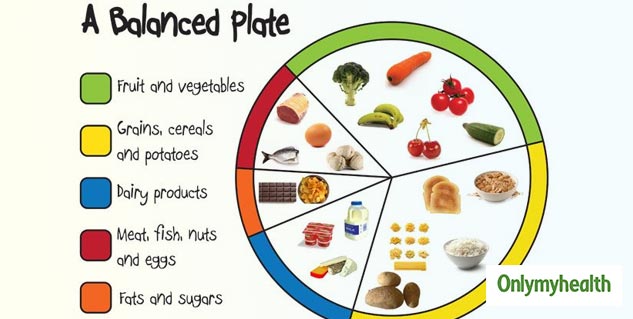 A Balanced plate
Fruit and vegetables
Grains, cereals
and potatoes
Dairy products
Meat, fish, nuts
and eggs
Fats and sugars
Onlymyhealth